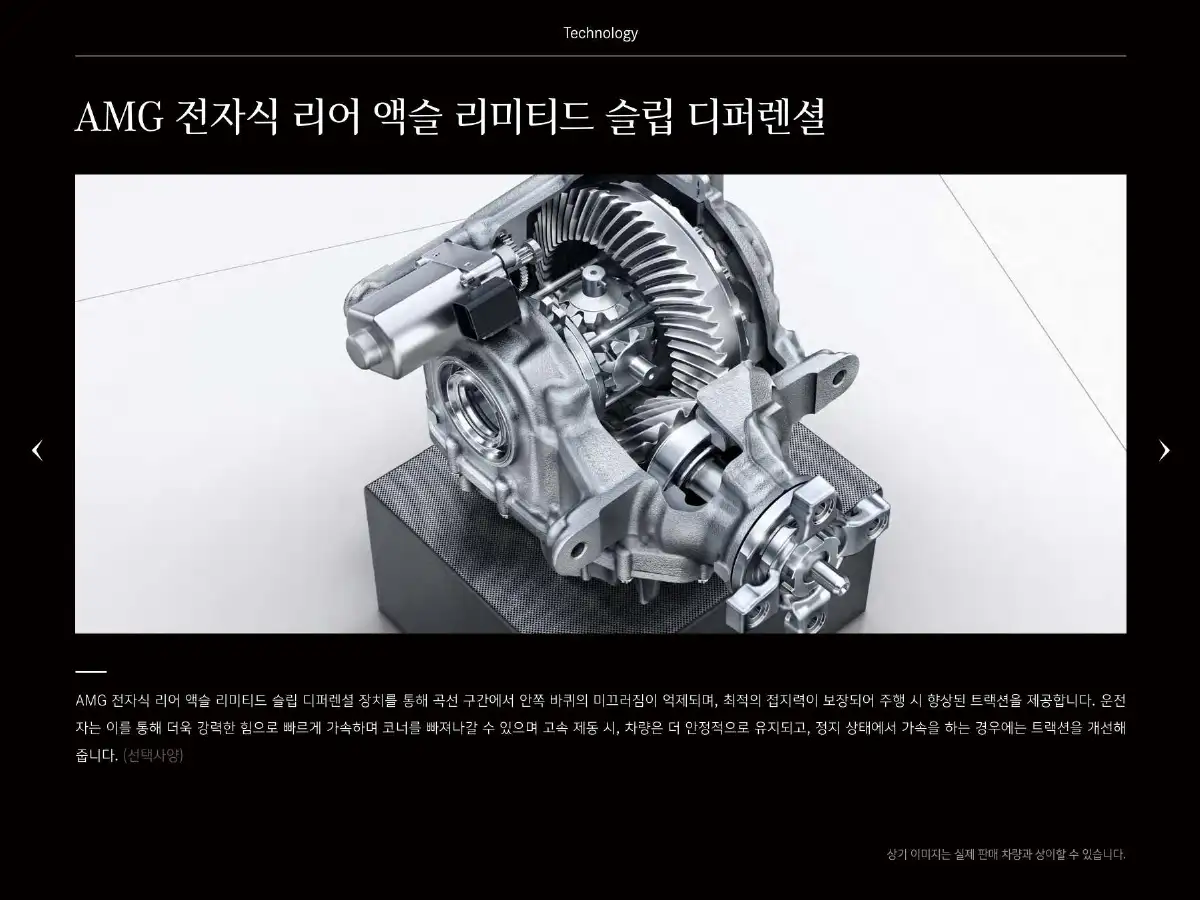 Technology
AMG 전자식 리어 액슬 리미티드 슬립 디퍼렌셜
AMG 전자식 리어 액슬 리미티드 슬립 디퍼렌셜 장치를 통해 곡선 구간에서 안쪽 바퀴의 미끄러짐이 억제되며, 최적의 접지력이 보장되어 주행 시 향상된 트랙션을 제공합니다. 운전
자는 이를 통해 더욱 강력한 힘으로 빠르게 가속하며 코너를 빠져나갈 수 있으며 고속 제동 시, 차량은 더 안정적으로 유지되고, 정지 상태에서 가속을 하는 경우에는 트랙션을 개선해
줍니다. (선택사양)
상기 이미지는 실제 판매 차량과 상이할 수 있습니다.